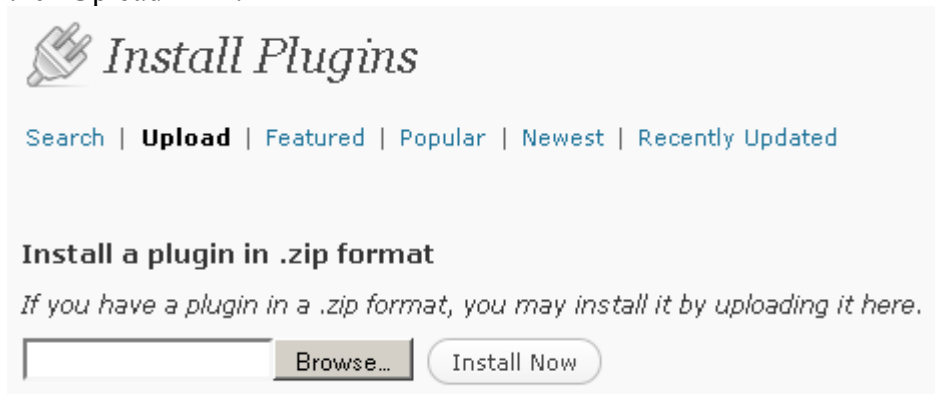 Install Plugins
Search | Upload | Featured | Popular | Newest | Recently Updated
Install a plugin in .zip format
If you have a plugin in a .zip format, you may install it by uploading it here.
Browse... Install Now